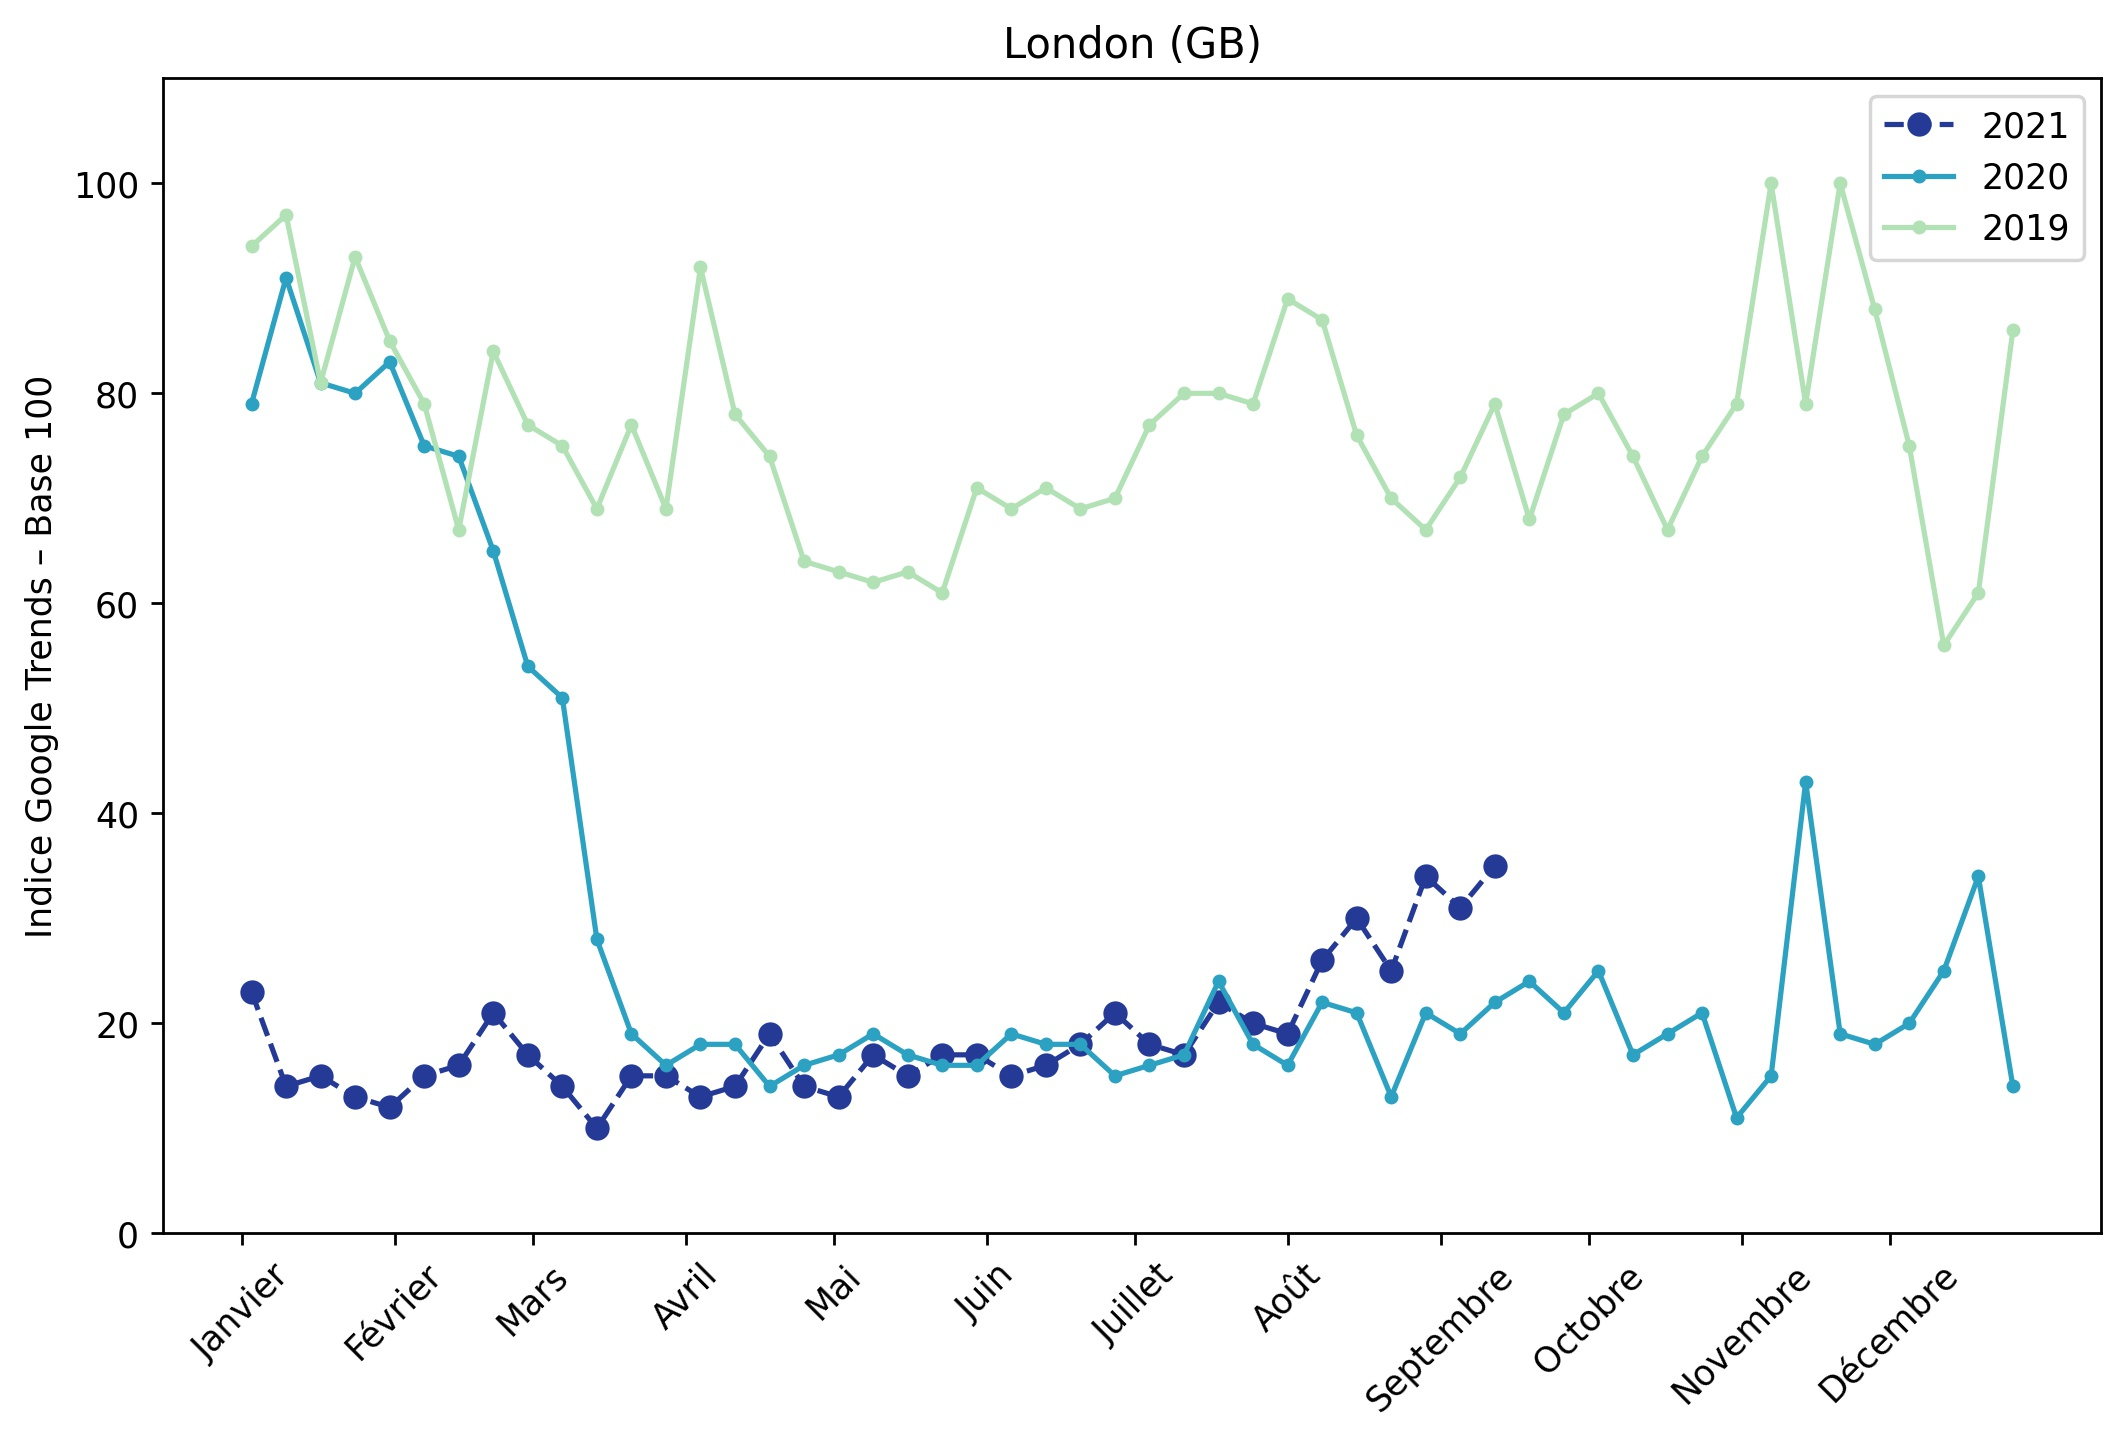 London (GB)
Indice Google Trends – Base 100
100
80
60
40
20
0
2021
2020
2019
Janvier
Février
Mars
Avril
Mai
Juin
Juillet
Août
Septembre
Octobre
Novembre
Décembre